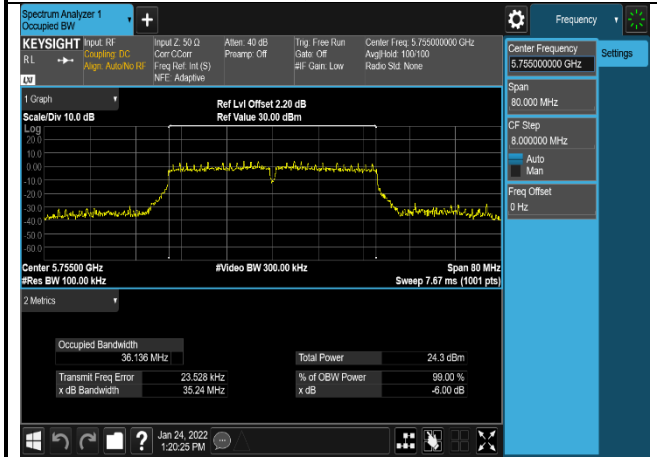 Spectrum Analyzer 1
Occupied BW
+
Frequency
KEYSIGHT
R L
LXI
Input: RF
Coupling: DC
Align: Auto/No RF
Input Z: 50 Ω
Corr CCorr
Freq Ref: Int (S)
NFE: Adaptive
Atten: 40 dB
Preamp: Off
Trig: Free Run
Gate: Off
#IF Gain: Low
Center Freq: 5.755000000 GHz
Avg|Hold: 100/100
Radio Std: None
Center Frequency
5.755000000 GHz
Settings
Span
80.000 MHz
CF Step
8.000000 MHz
Auto
Man
Freq Offset
0 Hz
1 Graph
Scale/Div 10.0 dB
Ref Lvl Offset 2.20 dB
Ref Value 30.00 dBm
Log
20.0
10.0
0.00
-10.0
-20.0
-30.0
-40.0
-50.0
-60.0
Center 5.75500 GHz
#Video BW 300.00 kHz
Span 80 MHz
#Res BW 100.00 kHz
Sweep 7.67 ms (1001 pts)
2 Metrics
Occupied Bandwidth
36.136 MHz
Total Power 24.3 dBm
Transmit Freq Error 23.528 kHz
% of OBW Power 99.00 %
x dB Bandwidth 35.24 MHz
x dB -6.00 dB
?
Jan 24, 2022
1:20:25 PM